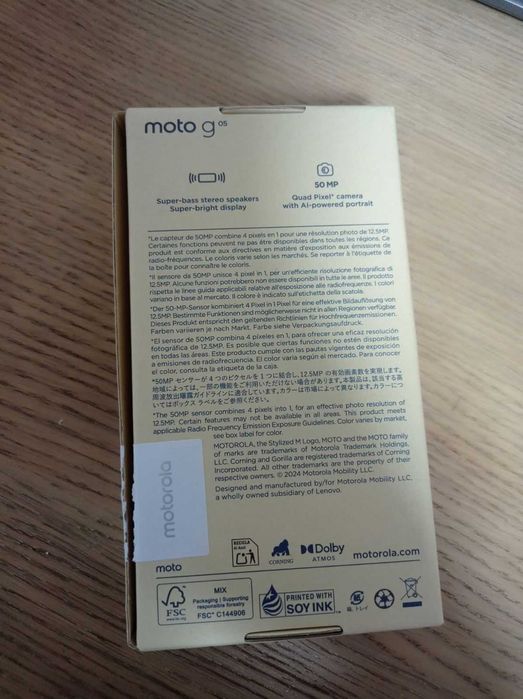 moto g 05
Super-bass stereo speakers
Super-bright display
50 MP
Quad Pixel* camera
with AI-powered portrait
*Le capteur de 50MP combine 4 pixels en 1 pour une résolution photo de 12.5MP.
Certaines fonctions peuvent ne pas être disponibles dans toutes les régions. Ce
produit est conforme aux directives en matière d'exposition aux émissions de
radio-fréquences. Le coloris varie selon les marchés. Se reporter à l'étiquette de
la boîte pour connaître le coloris.
*Il sensore da 50MP unisce 4 pixel in 1, per un'efficiente risoluzione fotografica di
12.5MP. Alcune funzioni potrebbero non essere disponibili in tutte le aree. Il prodotto
rispetta le linee guida applicabili relative all'esposizione alle radiofrequenze. I colori
variano in base al mercato. Il colore è indicato sull'etichetta della scatola.
*Der 50-MP-Sensor kombiniert 4 Pixel in 1 Pixel für eine effektive Bildauflösung von
12.5MP. Bestimmte Funktionen sind möglicherweise nicht in allen Regionen verfügbar.
Dieses Produkt entspricht den geltenden Richtlinien für Hochfrequenzemissionen.
Farben variieren je nach Markt. Farbe siehe Verpackungsaufdruck.
*El sensor de 50MP combina 4 píxeles en 1, para ofrecer una eficaz resolución
fotográfica de 12.5MP. Es posible que ciertas funciones no estén disponibles
en todas las áreas. Este producto cumple con las pautas vigentes de exposición
a emisiones de radiofrecuencia. El color varía según el mercado. Para conocer
el color, consulta la etiqueta de la caja.
*50MP センサーが 4 つのピクセルを 1 つに結合し、12.5MP の有効画素数を実現します。
地域によっては、一部の機能をご利用いただけない場合があります。本製品は、該当する高
周波放出曝露ガイドラインに適合しています。カラーは市場によって異なります。カラーにつ
いてはボックス ラベルをご参照ください。
*The 50MP sensor combines 4 pixels into 1, for an effective photo resolution of
12.5MP. Certain features may not be available in all areas. This product meets
applicable Radio Frequency Emission Exposure Guidelines. Color varies by market,
see box label for color.
MOTOROLA, the Stylized M Logo, MOTO and the MOTO family
of marks are trademarks of Motorola Trademark Holdings,
LLC. Corning and Gorilla are registered trademarks of Corning
Incorporated. All other trademarks are the property of their
respective owners. © 2024 Motorola Mobility LLC.
Designed and manufactured by/for Motorola Mobility LLC,
a wholly owned subsidiary of Lenovo.
motorola
moto
RECICLA
Al Azul
CORNING
Dolby
ATMOS
motorola.com
FSC
www.fsc.org
MIX
Packaging | Supporting
responsible forestry
FSC® C144906
PRINTED WITH
SOY INK
紙
箱, トレイ